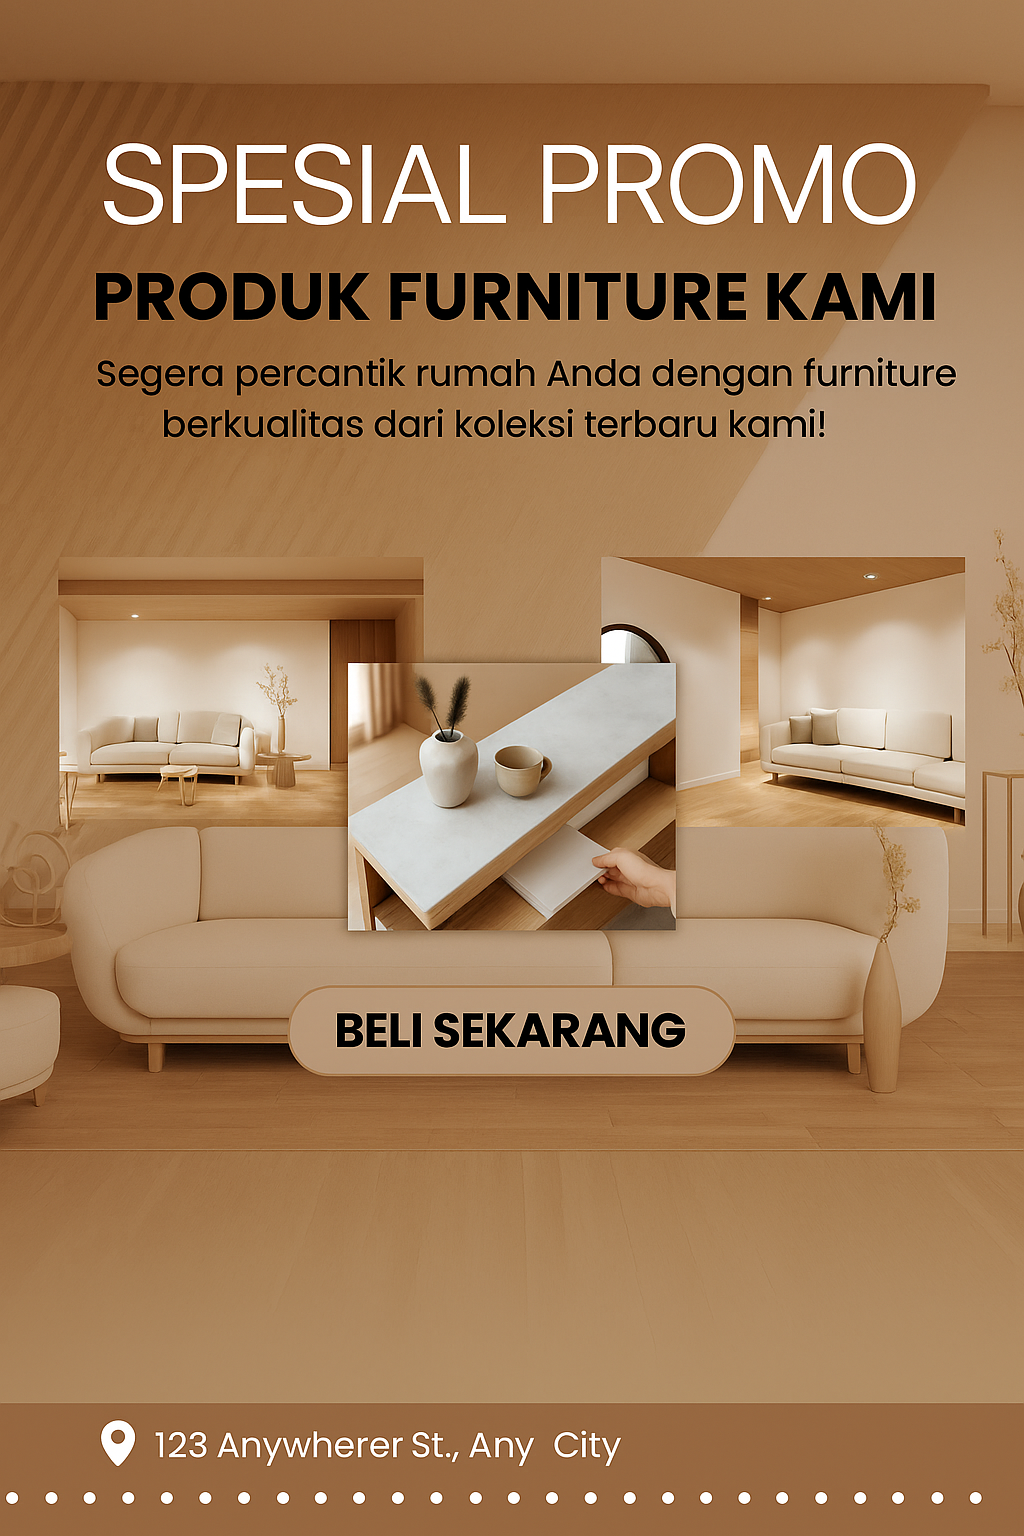 SPESIAL PROMO
PRODUK FURNITURE KAMI
Segera percantik rumah Anda dengan furniture
berkualitas dari koleksi terbaru kami!
BELI SEKARANG
123 Anywherer St., Any City